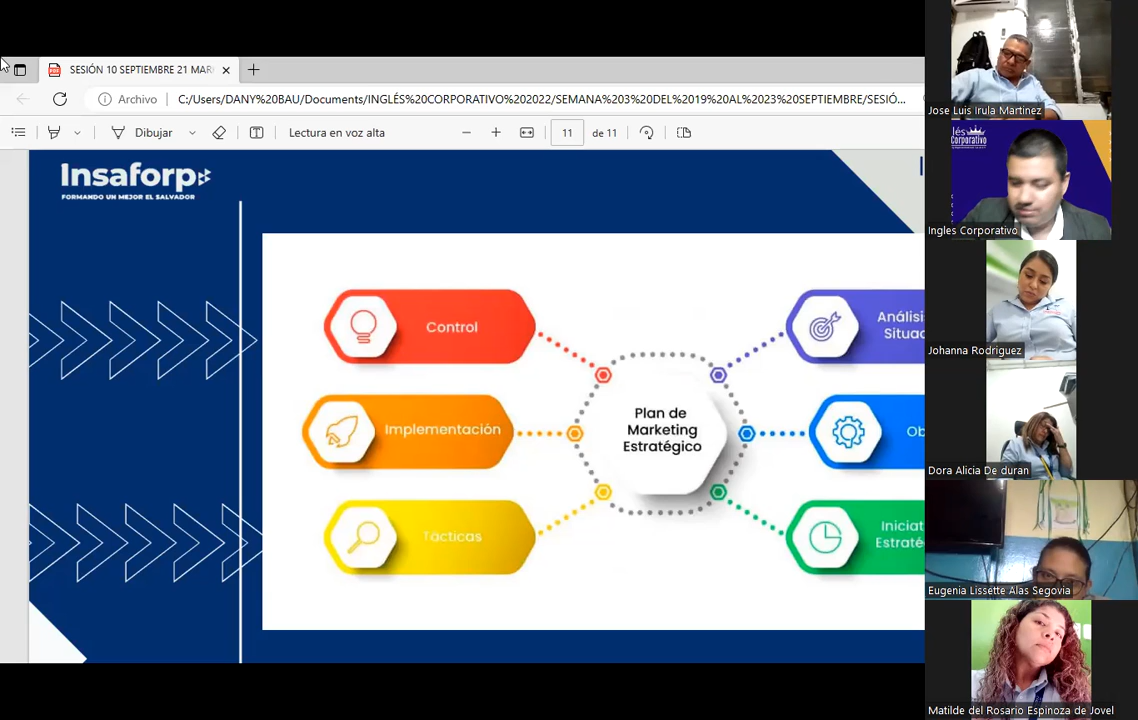 SESIÓN 10 SEPTIEMBRE 21 MAR
Archivo
C:/Users/DANY%20BAU/Documents/INGLÉS%20CORPORATIVO%202022/SEMANA%203%20DEL%2019%20AL%2023%20SEPTIEMBRE/SESIÓ...
Dibujar
Lectura en voz alta
11
de 11
Insaforp
FORMANDO UN MEJOR EL SALVADOR
Control
Implementación
Tácticas
Plan de
Marketing
Estratégico
Análisi
Situa
Ob
Iniciat
Estraté
Jose Luis Irula Martinez
lés
Corporativo
Ingles Corporativo
Johanna Rodriguez
Dora Alicia De duran
Eugenia Lissette Alas Segovia
Matilde del Rosario Espinoza de Jovel